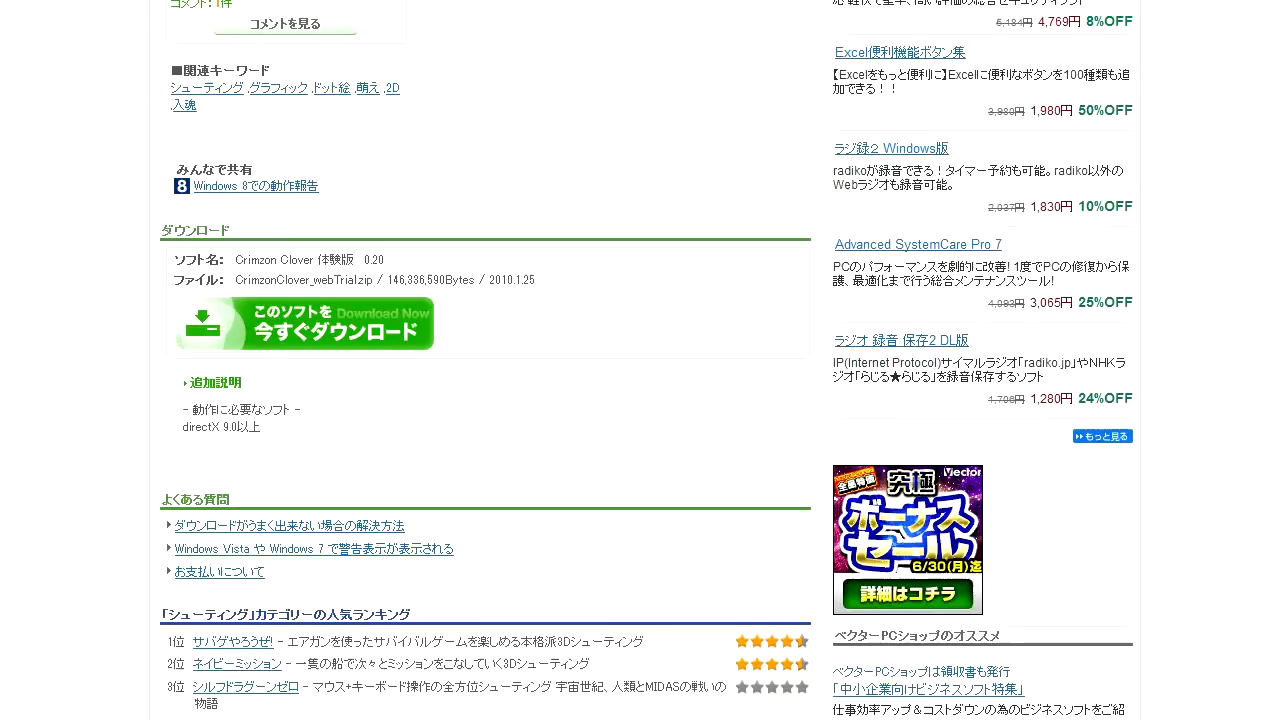 コメント: 1件
コメントを見る
■関連キーワード
シューティング ,グラフィック ,ドット絵 ,萌え ,2D
,入魂
みんなで共有
8 Windows 8での動作報告
ダウンロード
ソフト名: Crimzon Clover 体験版 0.20
ファイル: CrimzonClover_webTrial.zip / 146,336,590Bytes / 2010.1.25
このソフトを Download Now
今すぐダウンロード
追加説明
- 動作に必要なソフト -
directX 9.0以上
よくある質問
ダウンロードがうまく出来ない場合の解決方法
Windows Vista や Windows 7 で警告表示が表示される
お支払いについて
「シューティング」カテゴリーの人気ランキング
1位 サバゲやろうぜ! - エアガンを使ったサバイバルゲームを楽しめる本格派3Dシューティング
2位 ネイビーミッション - 一隻の船で次々とミッションをこなしていく3Dシューティング
3位 シルフドラグーンゼロ - マウス+キーボード操作の全方位シューティング 宇宙世紀、人類とMIDASの戦いの
物語
5,184円 4,769円 8%OFF
Excel便利機能ボタン集
【Excelをもっと便利に】Excelに便利なボタンを100種類も追
加できる！！
3,980円 1,980円 50%OFF
ラジ録2 Windows版
radikoが録音できる！タイマー予約も可能。radiko以外の
Webラジオも録音可能。
2,037円 1,830円 10%OFF
Advanced SystemCare Pro 7
PCのパフォーマンスを劇的に改善! 1度でPCの修復から保
護、最適化まで行う総合メンテナンスツール!
4,093円 3,065円 25%OFF
ラジオ 録音 保存2 DL版
IP(Internet Protocol)サイマルラジオ「radiko.jp」やNHKラ
ジオ「らじる★らじる」を録音保存するソフト
1,706円 1,280円 24%OFF
もっと見る
全品特価 究極 Vector
ボーナス
セール
6/30(月)迄
詳細はコチラ
ベクターPCショップのオススメ
ベクターPCショップは領収書も発行
「中小企業向けビジネスソフト特集」
仕事効率アップ＆コストダウンの為のビジネスソフトをご紹